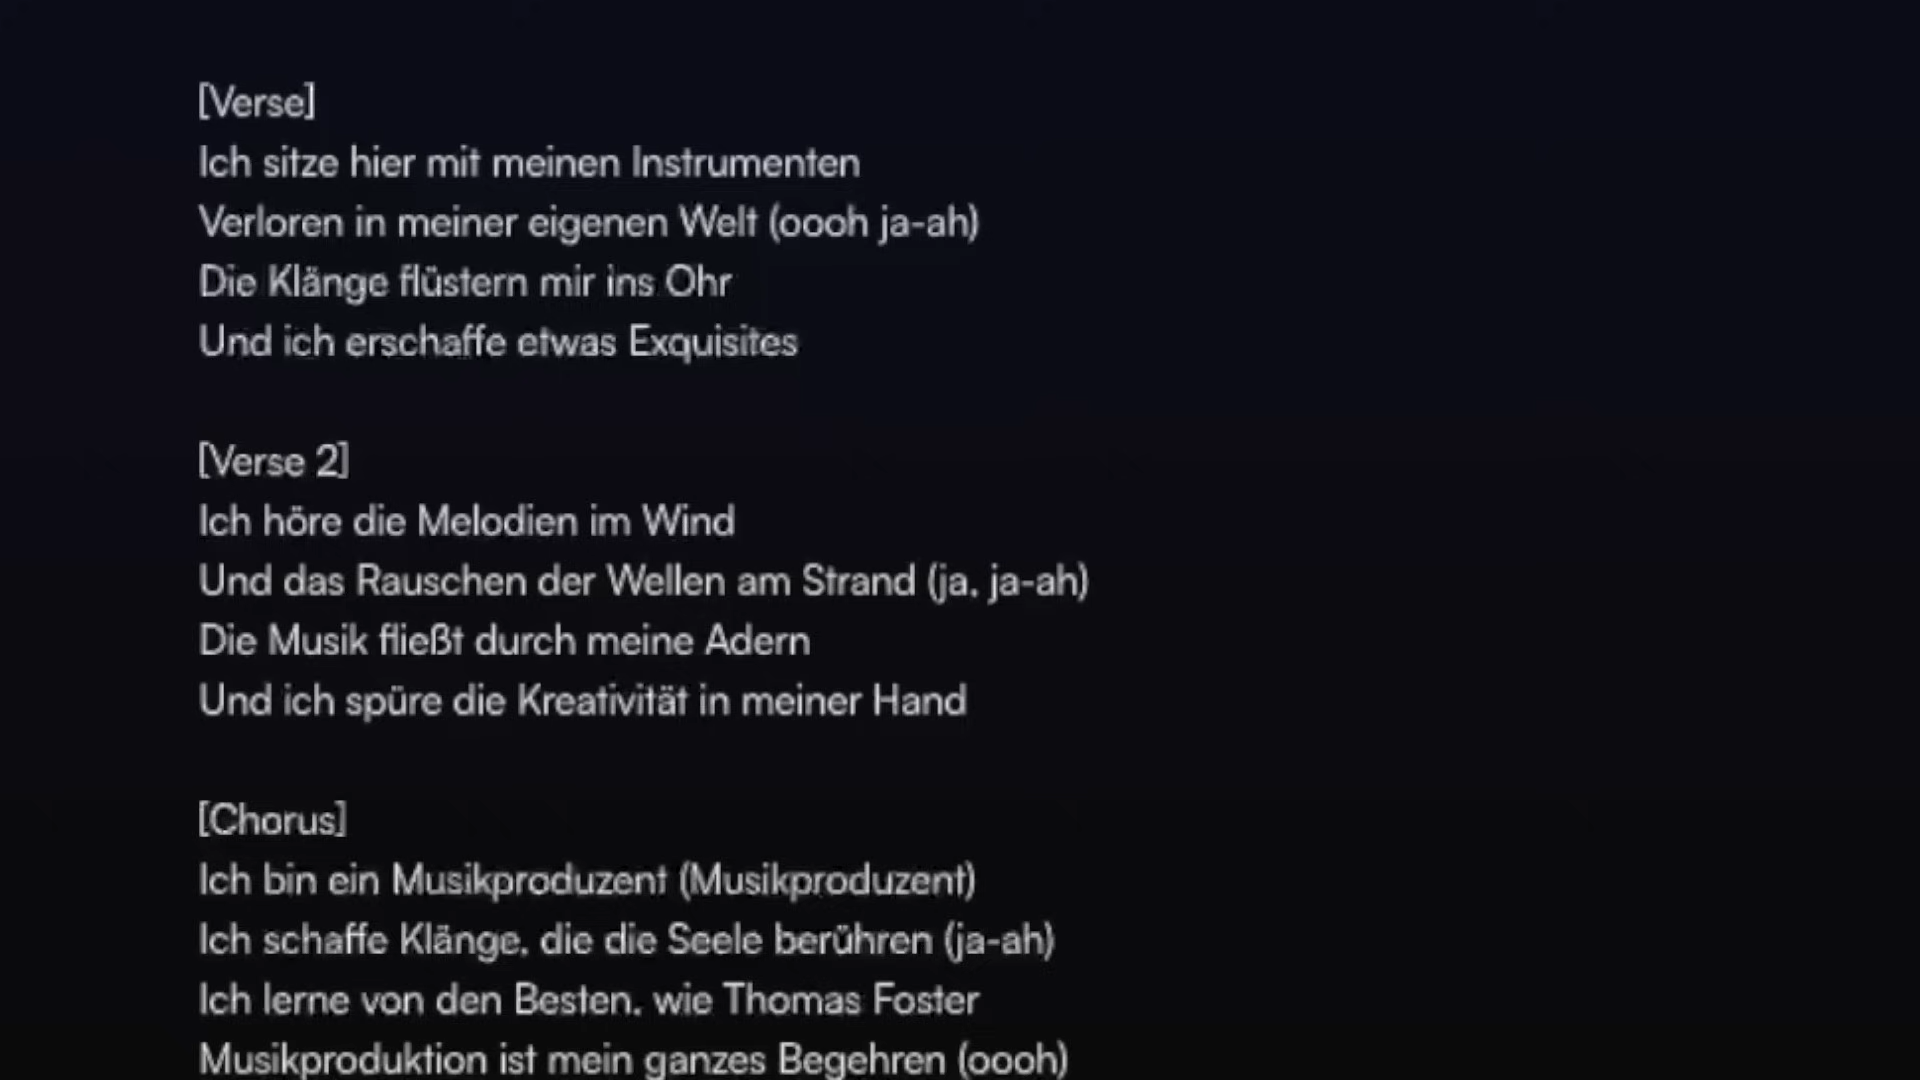 [Verse]
Ich sitze hier mit meinen Instrumenten
Verloren in meiner eigenen Welt (oooh ja-ah)
Die Klänge flüstern mir ins Ohr
Und ich erschaffe etwas Exquisites
[Verse 2]
Ich höre die Melodien im Wind
Und das Rauschen der Wellen am Strand (ja, ja-ah)
Die Musik fließt durch meine Adern
Und ich spüre die Kreativität in meiner Hand
[Chorus]
Ich bin ein Musikproduzent (Musikproduzent)
Ich schaffe Klänge, die die Seele berühren (ja-ah)
Ich lerne von den Besten, wie Thomas Foster
Musikproduktion ist mein ganzes Begehren (oooh)